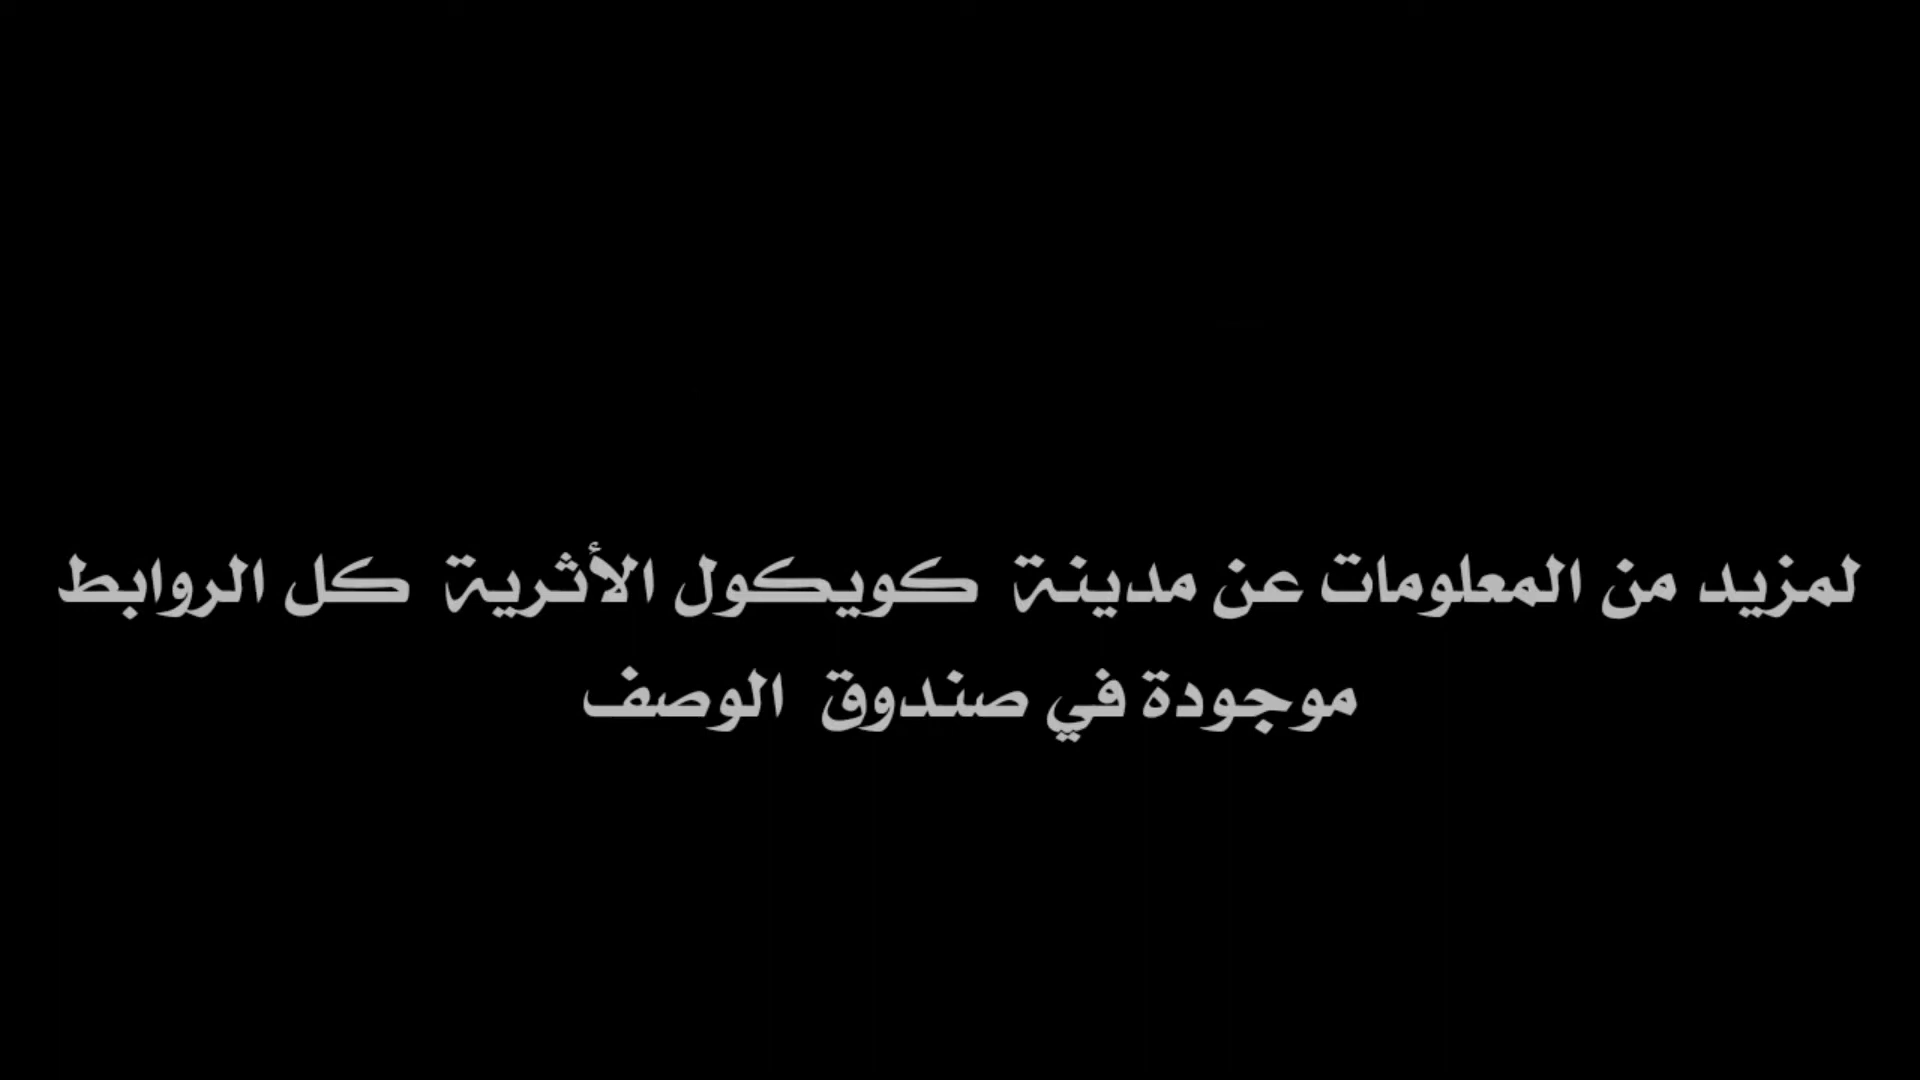 لمزيد من المعلومات عن مدينة كويكول الأثرية كل الروابط
موجودة في صندوق الوصف